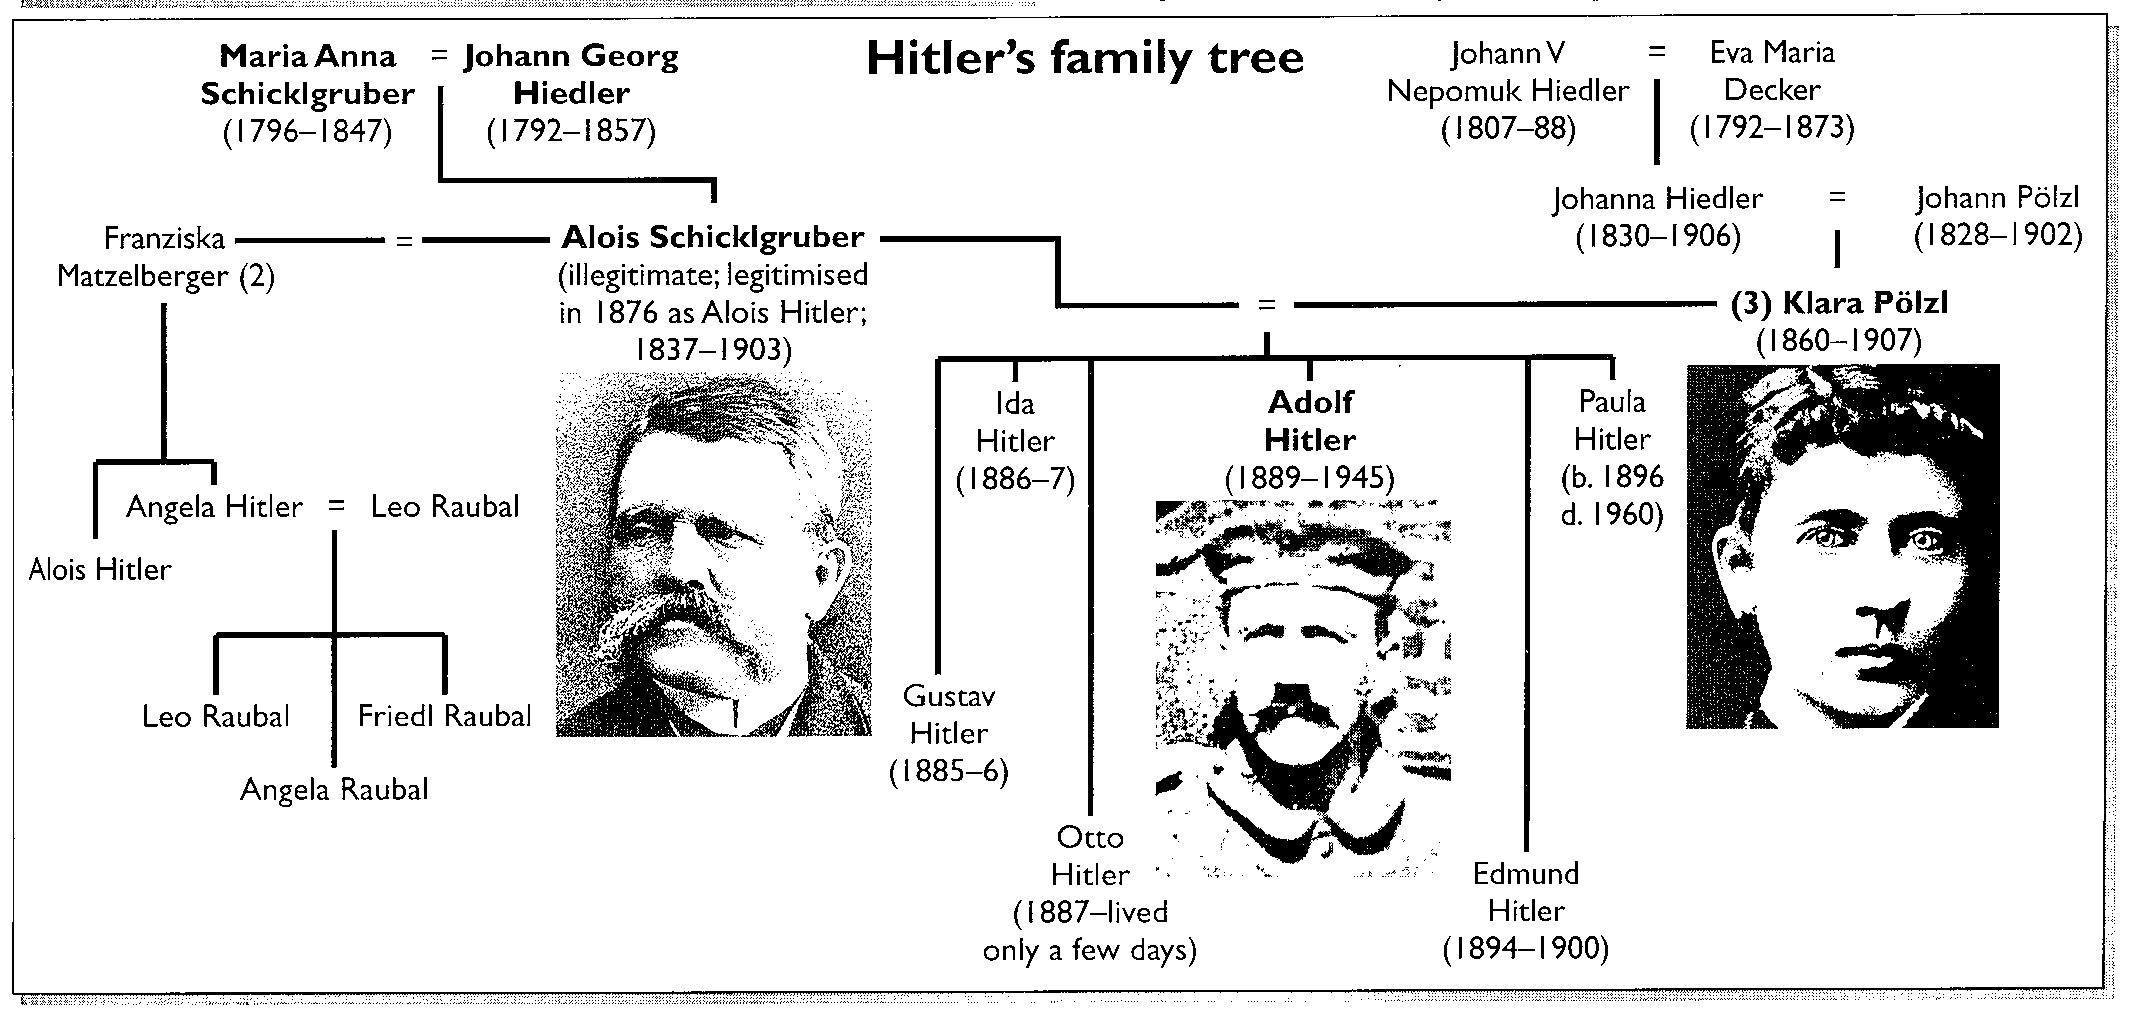 Hitler's family tree
Maria Anna = Johann Georg
Schicklgruber Hiedler
(1796–1847) (1792–1857)
Johann V = Eva Maria
Nepomuk Hiedler Decker
(1807–88) (1792–1873)
Johanna Hiedler = Johann Pölzl
(1830–1906) (1828–1902)
Franziska = Alois Schicklgruber
Matzelberger (2)
(illegitimate; legitimised
in 1876 as Alois Hitler;
1837–1903)
= (3) Klara Pölzl
(1860–1907)
Angela Hitler = Leo Raubal
Alois Hitler
Leo Raubal
Friedl Raubal
Angela Raubal
Gustav
Hitler
(1885–6)
Ida
Hitler
(1886–7)
Otto
Hitler
(1887–lived
only a few days)
Adolf
Hitler
(1889–1945)
Edmund
Hitler
(1894–1900)
Paula
Hitler
(b. 1896
d. 1960)